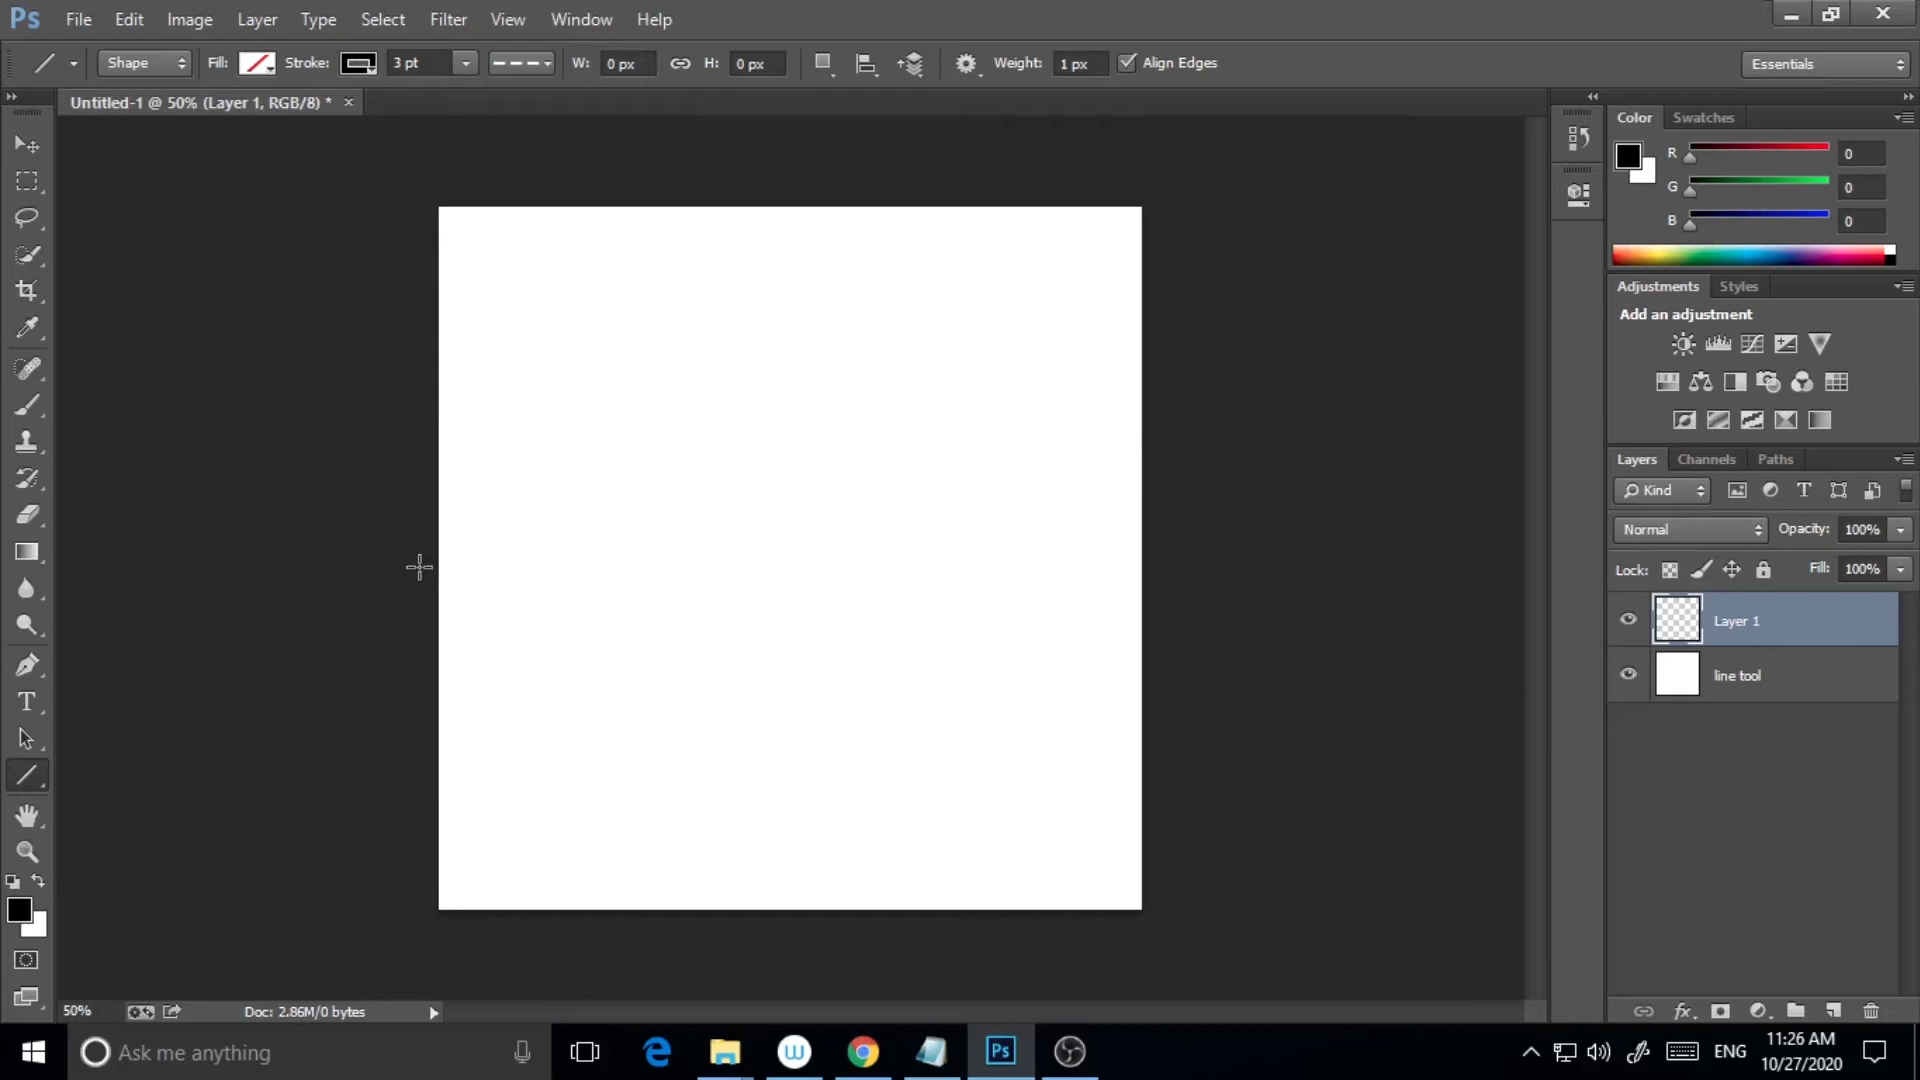 Ps File Edit Image Layer Type Select Filter View Window Help
Shape Fill: Stroke: 3 pt W: 0 px H: 0 px Weight: 1 px Align Edges Essentials
Untitled-1 @ 50% (Layer 1, RGB/8) * ×
Color Swatches
R 0
G 0
B 0
Adjustments Styles
Add an adjustment
Layers Channels Paths
Kind
Normal Opacity: 100%
Lock: Fill: 100%
Layer 1
line tool
50% Doc: 2.86M/0 bytes
Ask me anything
Ps
ENG
11:26 AM
10/27/2020